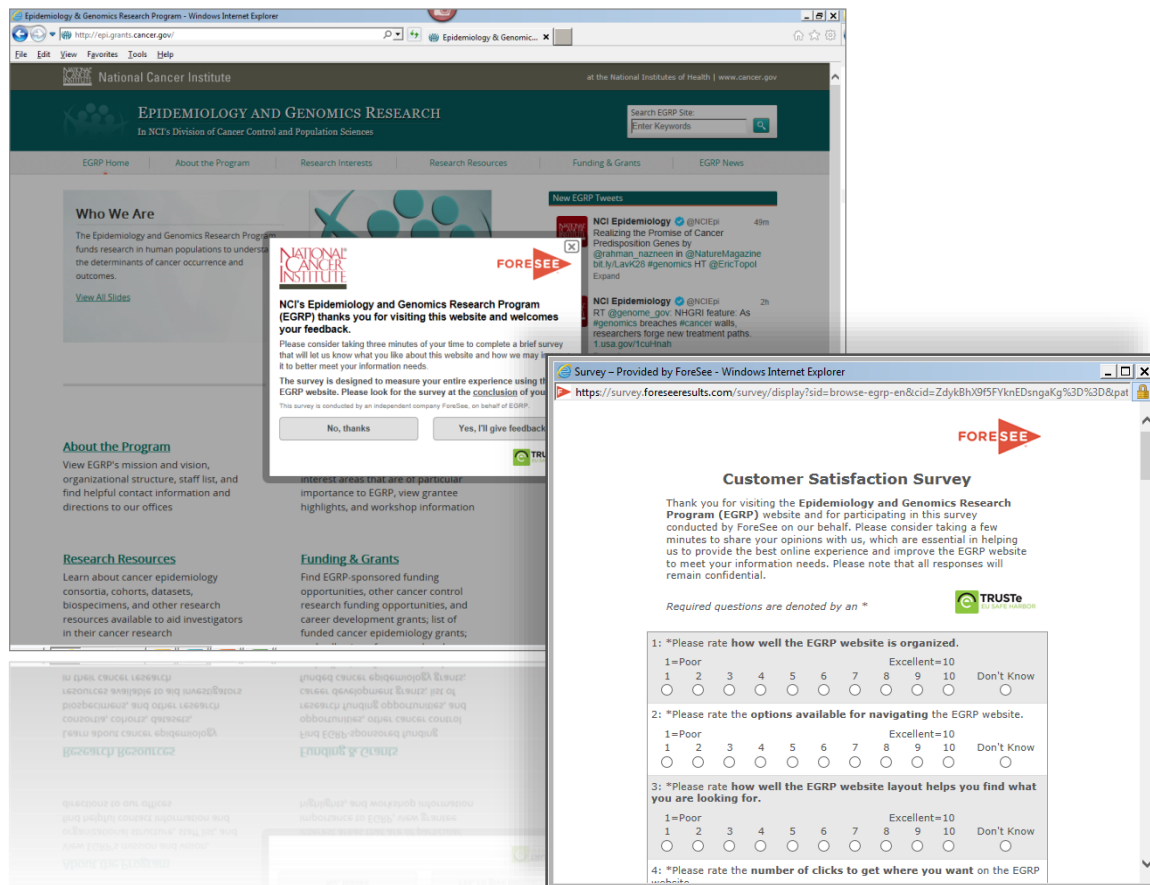 Epidemiology & Genomics Research Program - Windows Internet Explorer
http://epi.grants.cancer.gov/
Epidemiology & Genomic...
File Edit View Favorites Tools Help
NATIONAL CANCER INSTITUTE
National Cancer Institute
at the National Institutes of Health | www.cancer.gov
EPIDEMIOLOGY AND GENOMICS RESEARCH
In NCI's Division of Cancer Control and Population Sciences
Search EGRP Site:
Enter Keywords
EGRP Home About the Program Research Interests Research Resources Funding & Grants EGRP News
Who We Are
The Epidemiology and Genomics Research Program
funds research in human populations to understa
the determinants of cancer occurrence and
outcomes.
View All Slides
New EGRP Tweets
NCI Epidemiology @NCIEpi 49m
Realizing the Promise of Cancer
Predisposition Genes by
@rahman_nazneen in @NatureMagazine
bit.ly/LavK28 #genomics HT @EricTopol
Expand
NCI Epidemiology @NCIEpi 2h
RT @genome_gov: NHGRI feature: As
#genomics breaches #cancer walls,
researchers forge new treatment paths.
1.usa.gov/1cuHnah
NATIONAL
CANCER
INSTITUTE
FORESEE
NCI's Epidemiology and Genomics Research Program
(EGRP) thanks you for visiting this website and welcomes
your feedback.
Please consider taking three minutes of your time to complete a brief survey
that will let us know what you like about this website and how we may i
it to better meet your information needs.
The survey is designed to measure your entire experience using th
EGRP website. Please look for the survey at the conclusion of you
This survey is conducted by an independent company ForeSee, on behalf of EGRP.
No, thanks
Yes, I'll give feedback
TRU
About the Program
View EGRP's mission and vision,
organizational structure, staff list, and
find helpful contact information and
directions to our offices
interest areas that are of particular
importance to EGRP, view grantee
highlights, and workshop information
Research Resources
Learn about cancer epidemiology
consortia, cohorts, datasets,
biospecimens, and other research
resources available to aid investigators
in their cancer research
Funding & Grants
Find EGRP-sponsored funding
opportunities, other cancer control
research funding opportunities, and
career development grants; list of
funded cancer epidemiology grants;
Survey – Provided by ForeSee - Windows Internet Explorer
https://survey.foreseeresults.com/survey/display?sid=browse-egrp-en&cid=ZdykBhX9f5FYknEDsngaKg%3D%3D&pat
FORESEE
Customer Satisfaction Survey
Thank you for visiting the Epidemiology and Genomics Research
Program (EGRP) website and for participating in this survey
conducted by ForeSee on our behalf. Please consider taking a few
minutes to share your opinions with us, which are essential in helping
us to provide the best online experience and improve the EGRP website
to meet your information needs. Please note that all responses will
remain confidential.
Required questions are denoted by an *
TRUSTe
EU SAFE HARBOR
1: *Please rate how well the EGRP website is organized.
1=Poor Excellent=10
1 2 3 4 5 6 7 8 9 10 Don't Know
2: *Please rate the options available for navigating the EGRP website.
1=Poor Excellent=10
1 2 3 4 5 6 7 8 9 10 Don't Know
3: *Please rate how well the EGRP website layout helps you find what
you are looking for.
1=Poor Excellent=10
1 2 3 4 5 6 7 8 9 10 Don't Know
4: *Please rate the number of clicks to get where you want on the EGRP
website